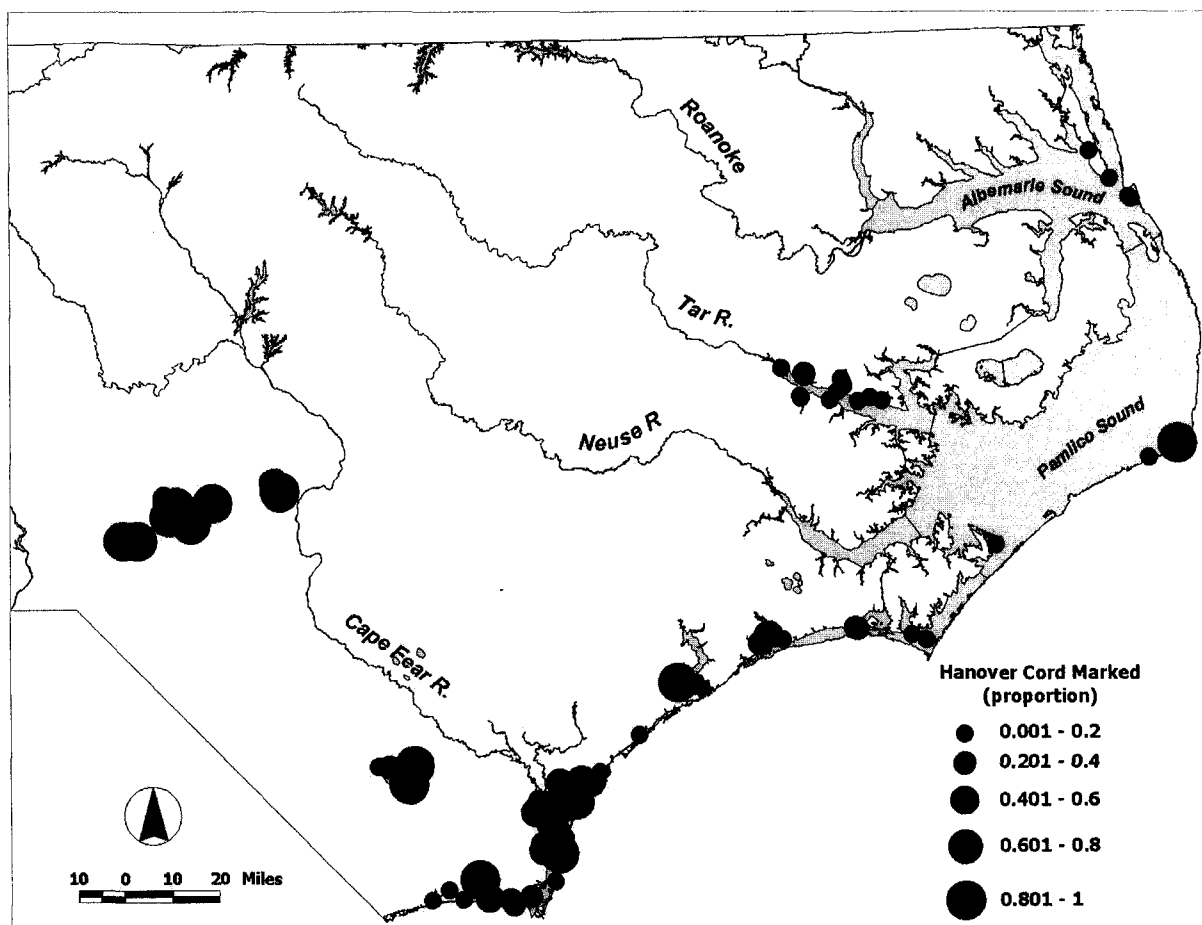 Roanoke
Albemarle Sound
Tar R.
Neuse R
Pamlico Sound
Cape Eear R.
Hanover Cord Marked
(proportion)
0.001 - 0.2
0.201 - 0.4
0.401 - 0.6
0.601 - 0.8
0.801 - 1
10 0 10 20 Miles